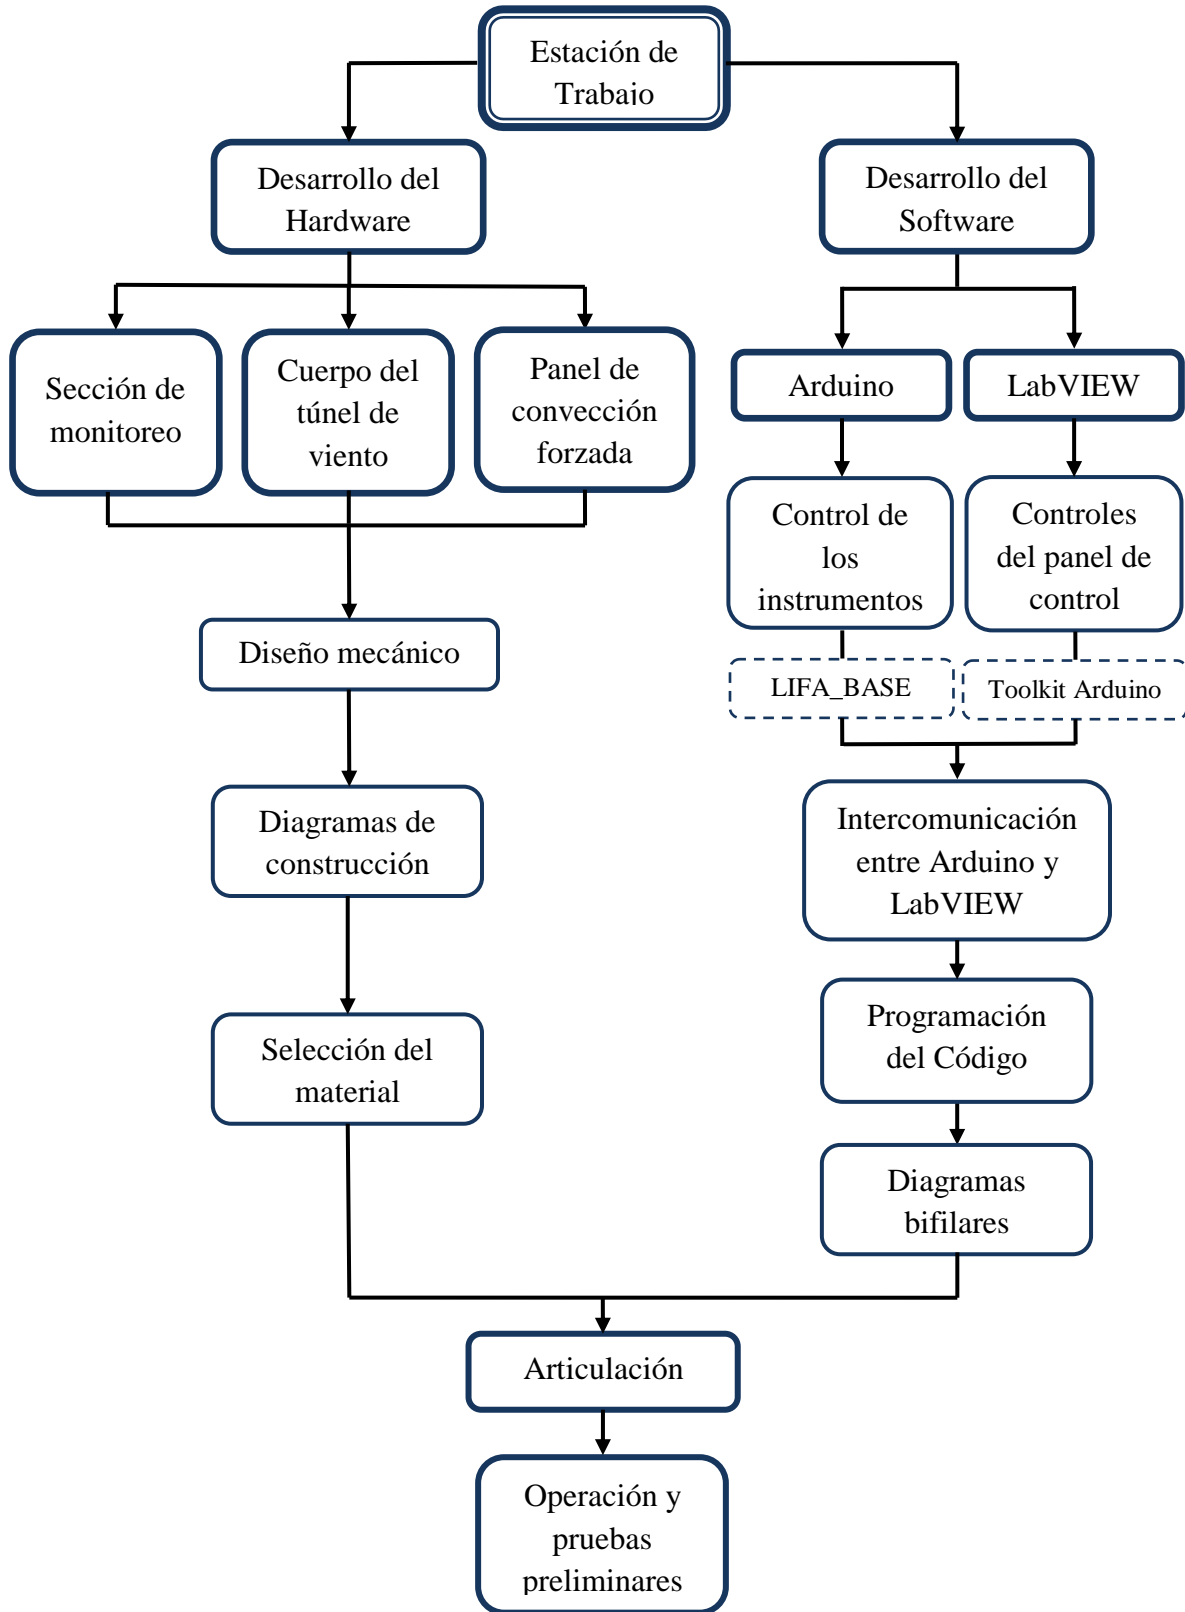 Estación de
Trabajo
Desarrollo del
Hardware
Desarrollo del
Software
Sección de
monitoreo
Cuerpo del
túnel de
viento
Panel de
convección
forzada
Arduino
LabVIEW
Control de
los
instrumentos
Controles
del panel de
control
LIFA_BASE
Toolkit Arduino
Diseño mecánico
Diagramas de
construcción
Intercomunicación
entre Arduino y
LabVIEW
Selección del
material
Programación
del Código
Diagramas
bifilares
Articulación
Operación y
pruebas
preliminares